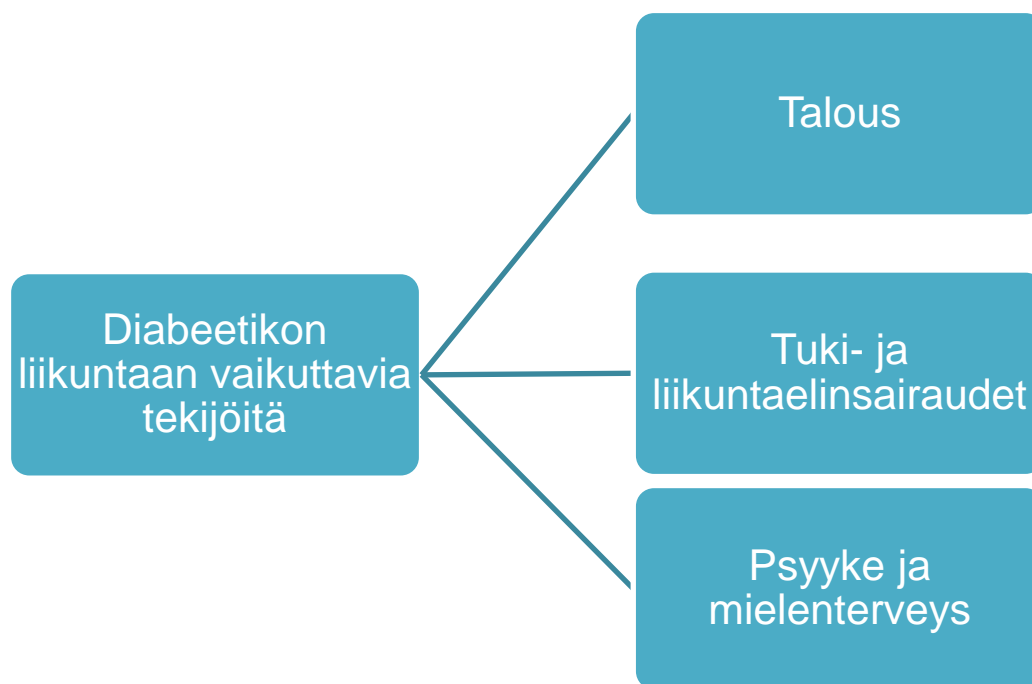 Talous
Diabeetikon
liikuntaan vaikuttavia
tekijöitä
Tuki- ja
liikuntaelinsairaudet
Psyyke ja
mielenterveys